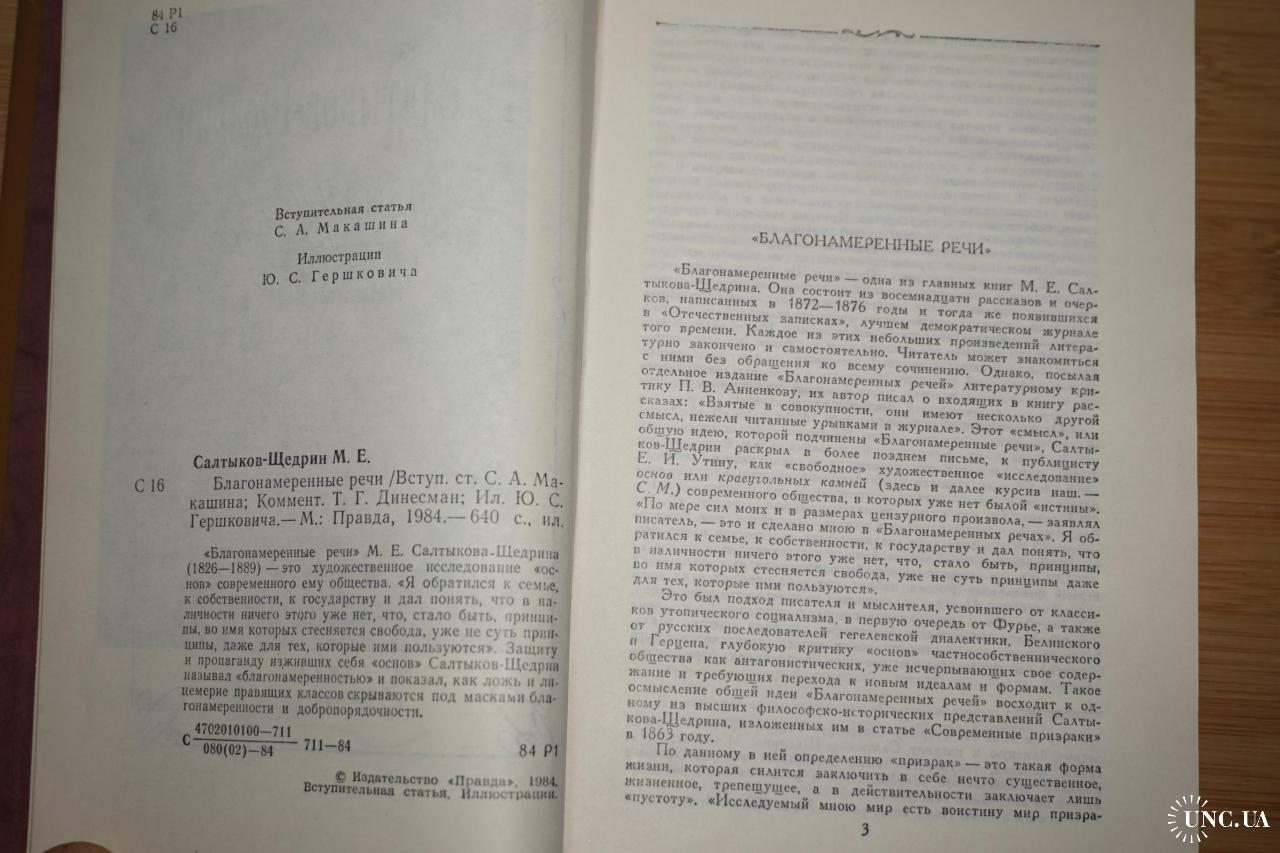 84 Р1
С 16
Вступительная статья
С. А. Макашина
Иллюстрации
Ю. С. Гершковича
Салтыков-Щедрин М. Е.
С 16 Благонамеренные речи /Вступ. ст. С. А. Ма-
кашина; Коммент. Т. Г. Динесман; Ил. Ю. С.
Гершковича.— М.: Правда, 1984.— 640 с., ил.
«Благонамеренные речи» М. Е. Салтыкова-Щедрина
(1826—1889) — это художественное исследование «ос-
нов» современного ему общества. «Я обратился к семье,
к собственности, к государству и дал понять, что в на-
личности ничего этого уже нет, что, стало быть, принци-
пы, во имя которых стесняется свобода, уже не суть прин-
ципы, даже для тех, которые ими пользуются». Защиту
и пропаганду изживших себя «основ» Салтыков-Щедрин
называл «благонамеренностью» и показал, как ложь и ли-
цемерие правящих классов скрываются под масками бла-
гонамеренности и добропорядочности.
С 4702010100—711
080(02)—84 711—84
84 Р1
© Издательство «Правда», 1984.
Вступительная статья. Иллюстрации.
«БЛАГОНАМЕРЕННЫЕ РЕЧИ»
«Благонамеренные речи» — одна из главных книг М. Е. Сал-
тыкова-Щедрина. Она состоит из восемнадцати рассказов и очер-
ков, написанных в 1872—1876 годы и тогда же появившихся
в «Отечественных записках», лучшем демократическом журнале
того времени. Каждое из этих небольших произведений литера-
турно закончено и самостоятельно. Читатель может знакомиться
с ними без обращения ко всему сочинению. Однако, посылая
отдельное издание «Благонамеренных речей» литературному кри-
тику П. В. Анненкову, их автор писал о входящих в книгу рас-
сказах: «Взятые в совокупности, они имеют несколько другой
смысл, нежели читанные урывками в журнале». Этот «смысл», или
общую идею, которой подчинены «Благонамеренные речи», Салты-
ков-Щедрин раскрыл в более позднем письме, к публицисту
Е. И. Утину, как «свободное» художественное «исследование»
основ или краеугольных камней (здесь и далее курсив наш. —
С. М.) современного общества, в которых уже нет былой «истины».
«По мере сил моих и в размерах цензурного произвола, — заявлял
писатель, — это и сделано мною в «Благонамеренных речах». Я об-
ратился к семье, к собственности, к государству и дал понять, что
в наличности ничего этого уже нет, что, стало быть, принципы,
во имя которых стесняется свобода, уже не суть принципы даже
для тех, которые ими пользуются».
Это был подход писателя и мыслителя, усвоившего от класси-
ков утопического социализма, в первую очередь от Фурье, а также
от русских последователей гегелевской диалектики, Белинского
и Герцена, глубокую критику «основ» частнособственнического
общества как антагонистических, уже исчерпывающих свое содер-
жание и требующих перехода к новым идеалам и формам. Такое
осмысление общей идеи «Благонамеренных речей» восходит к од-
ному из высших философско-исторических представлений Салты-
кова-Щедрина, изложенных им в статье «Современные призраки»
в 1863 году.
По данному в ней определению «призрак» — это такая форма
жизни, которая силится заключить в себе нечто существенное,
жизненное, трепещущее, а в действительности заключает лишь
«пустоту». «Исследуемый мною мир есть воистину мир призра-
3
UNC.UA